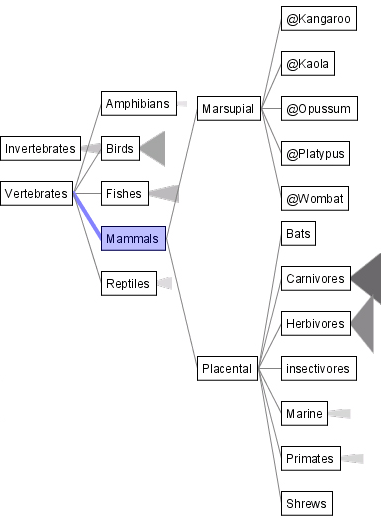 Invertebrates
Vertebrates
Amphibians
Birds
Fishes
Mammals
Reptiles
Marsupial
Placental
@Kangaroo
@Kaola
@Opussum
@Platypus
@Wombat
Bats
Carnivores
Herbivores
insectivores
Marine
Primates
Shrews